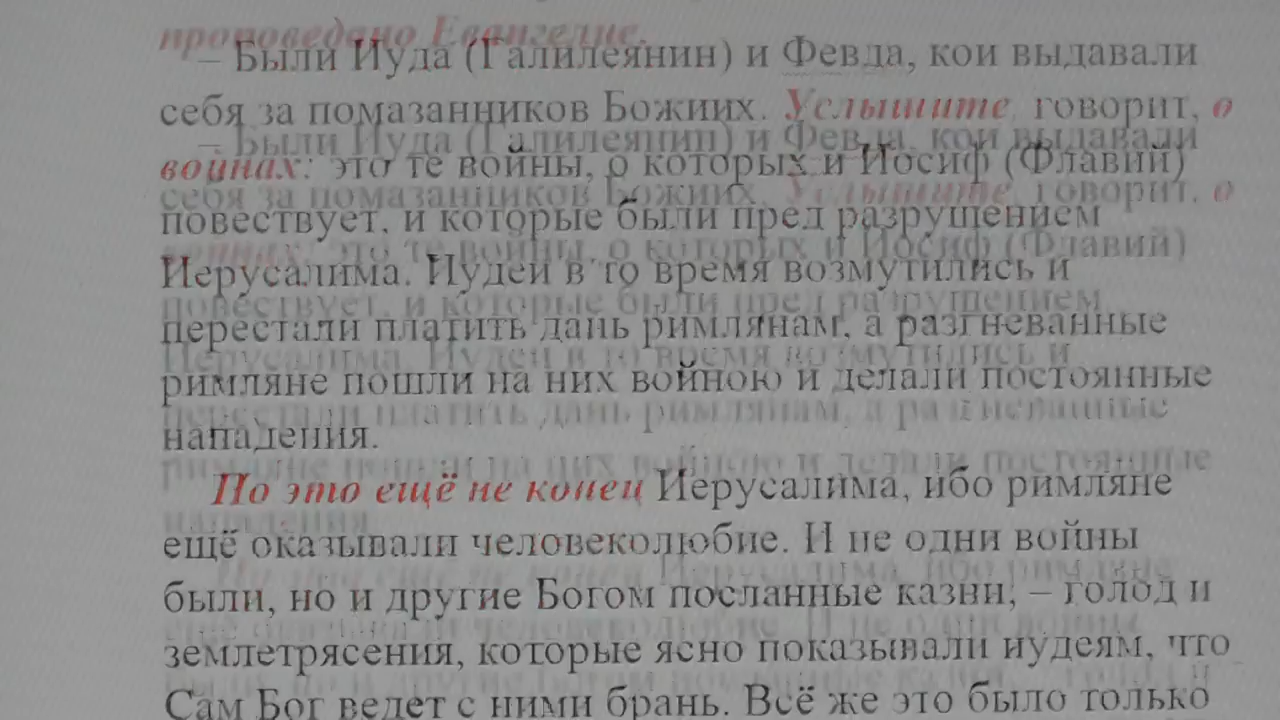 проповедано Евангелие.
– Были Иуда (Галилеянин) и Февда, кои выдавали
себя за помазанников Божиих. Услышите, говорит, о
войнах: это те войны, о которых и Иосиф (Флавий)
повествует, и которые были пред разрушением
Иерусалима. Иудеи в то время возмутились и
перестали платить дань римлянам, а разгневанные
римляне пошли на них войною и делали постоянные
нападения.
Но это ещё не конец Иерусалима, ибо римляне
ещё оказывали человеколюбие. И не одни войны
были, но и другие Богом посланные казни, – голод и
землетрясения, которые ясно показывали иудеям, что
Сам Бог ведет с ними брань. Всё же это было только